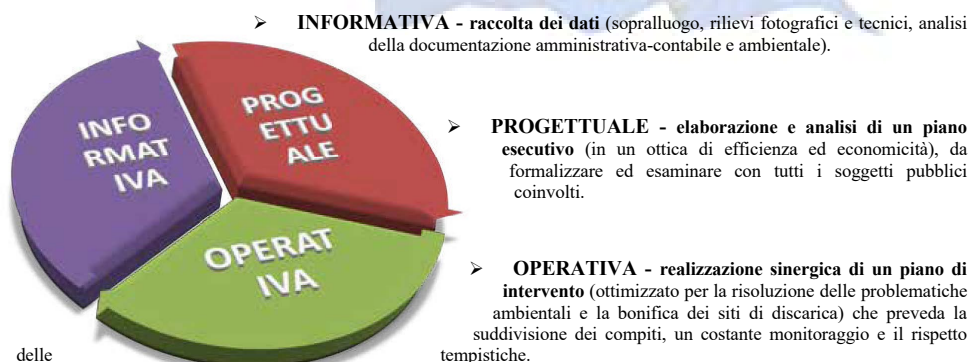 ➢ INFORMATIVA - raccolta dei dati (sopralluogo, rilievi fotografici e tecnici, analisi
della documentazione amministrativa-contabile e ambientale).
INFO
RMAT
IVA
PROG
ETTU
ALE
➢ PROGETTUALE - elaborazione e analisi di un piano
esecutivo (in un ottica di efficienza ed economicità), da
formalizzare ed esaminare con tutti i soggetti pubblici
coinvolti.
OPERAT
IVA
➢ OPERATIVA - realizzazione sinergica di un piano di
intervento (ottimizzato per la risoluzione delle problematiche
ambientali e la bonifica dei siti di discarica) che preveda la
suddivisione dei compiti, un costante monitoraggio e il rispetto
delle tempistiche.